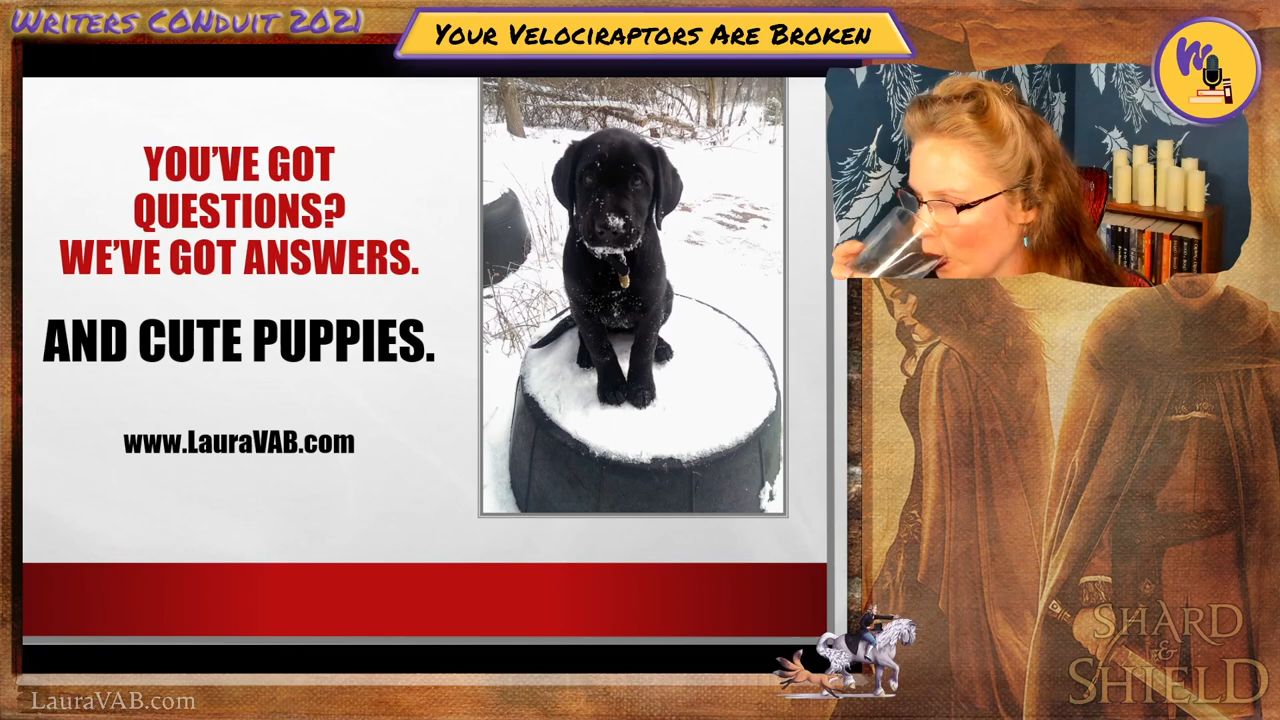 Writers CONduit 2021
Your Velociraptors Are Broken
W
YOU'VE GOT
QUESTIONS?
WE'VE GOT ANSWERS.
AND CUTE PUPPIES.
www.LauraVAB.com
SHARD
&
SHIELD
LauraVAB.com